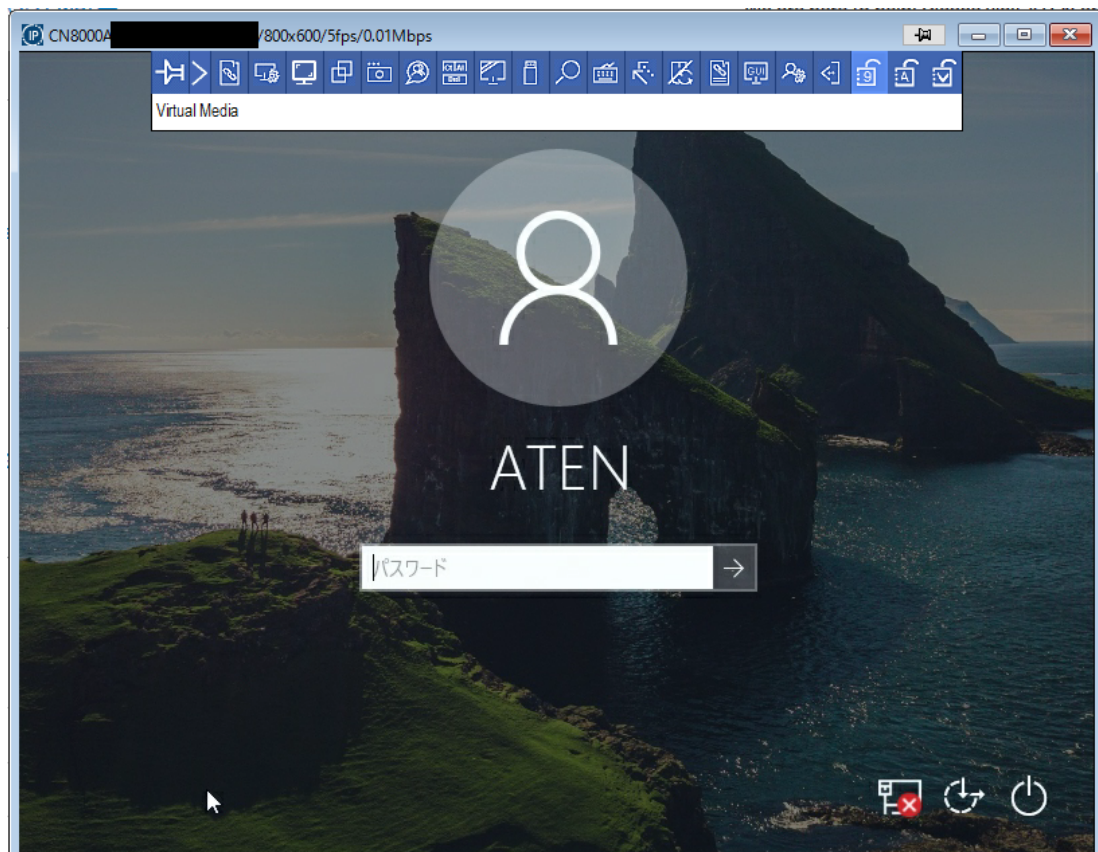 CN8000A /800x600/5fps/0.01Mbps
Virtual Media
ATEN
パスワード